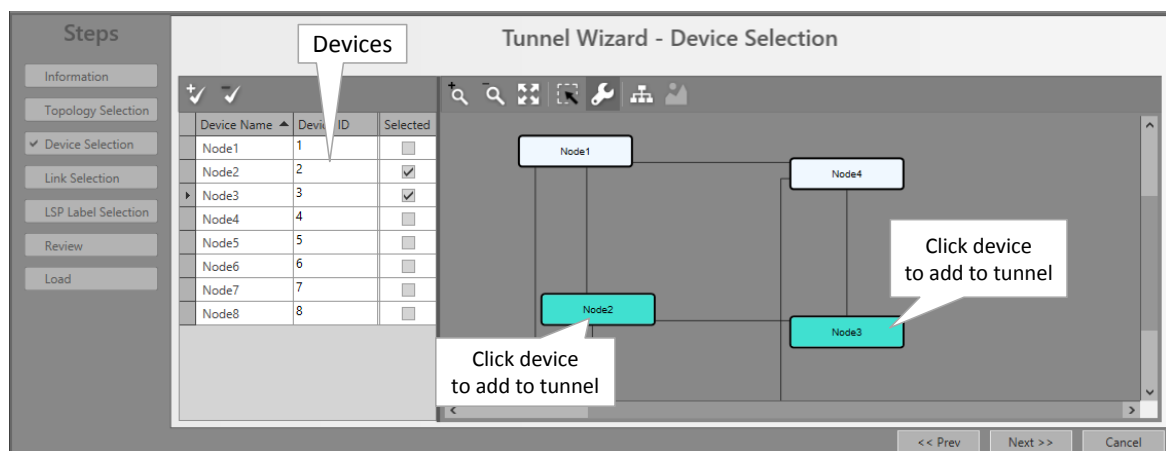 Steps
Information
Topology Selection
Device Selection
Link Selection
LSP Label Selection
Review
Load
Tunnel Wizard - Device Selection
Devices
Device Name Device ID Selected
Node1 1
Node2 2
Node3 3
Node4 4
Node5 5
Node6 6
Node7 7
Node8 8
Node1
Node4
Click device
to add to tunnel
Node2
Node3
Click device
to add to tunnel
<< Prev Next >> Cancel